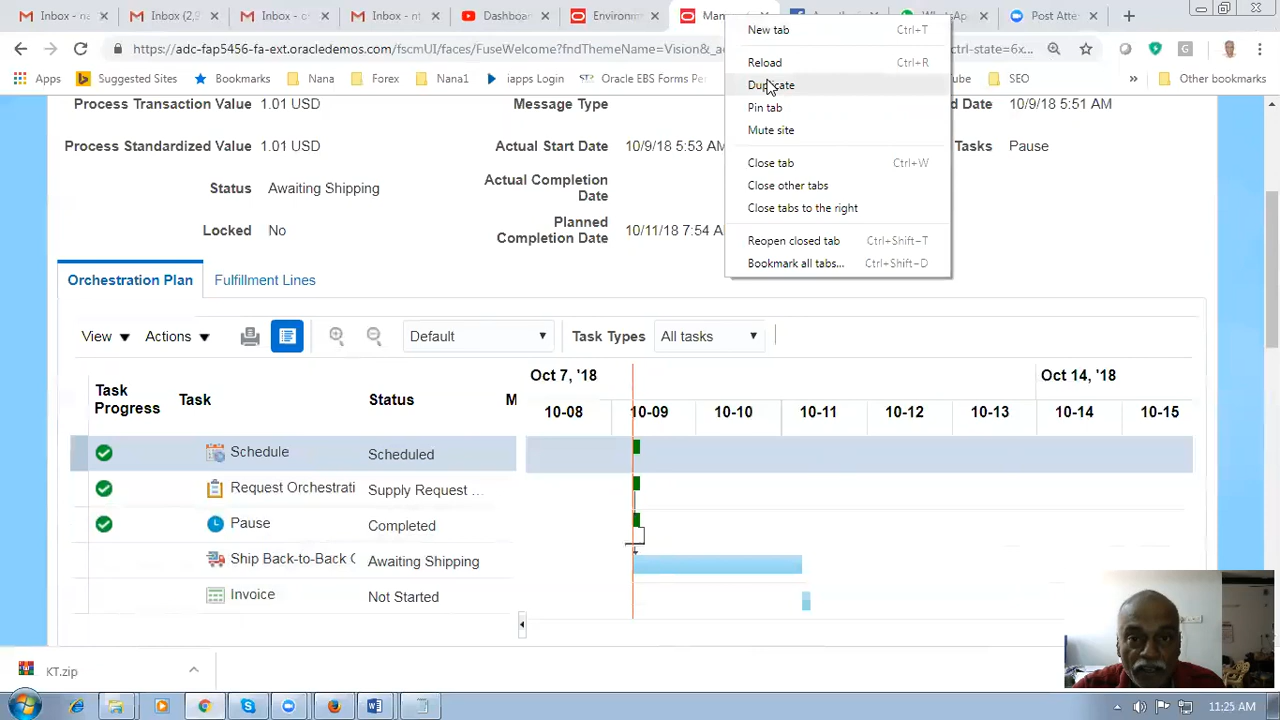 Inbox (
Inbox (2,9
Inbox - c
Inbox - nt
Dashboar
Environm
Man
WhatsA
Post Atte
New tab Ctrl+T
https://adc-fap5456-fa-ext.oracledemos.com/fscmUI/faces/FuseWelcome?fndThemeName=Vision&_a
ctrl-state=6x...
Reload Ctrl+R
Apps
Suggested Sites
Bookmarks
Nana
Forex
Nana1
iapps Login
Oracle EBS Forms Pe
SEO
»
Other bookmarks
Duplicate
Process Transaction Value 1.01 USD
Message Type
Date 10/9/18 5:51 AM
Pin tab
Mute site
Process Standardized Value 1.01 USD
Actual Start Date 10/9/18 5:53 AM
Tasks Pause
Close tab Ctrl+W
Status Awaiting Shipping
Actual Completion
Date
Close other tabs
Close tabs to the right
Locked No
Planned
Completion Date
10/11/18 7:54 A
Reopen closed tab Ctrl+Shift+T
Bookmark all tabs... Ctrl+Shift+D
Orchestration Plan Fulfillment Lines
View Actions Default Task Types All tasks
Oct 7, '18 Oct 14, '18
Task
Progress
Task
Status
M
10-08 10-09 10-10 10-11 10-12 10-13 10-14 10-15
Schedule Scheduled
Request Orchestrati Supply Request ...
Pause Completed
Ship Back-to-Back C Awaiting Shipping
Invoice Not Started
KT.zip
11:25 AM